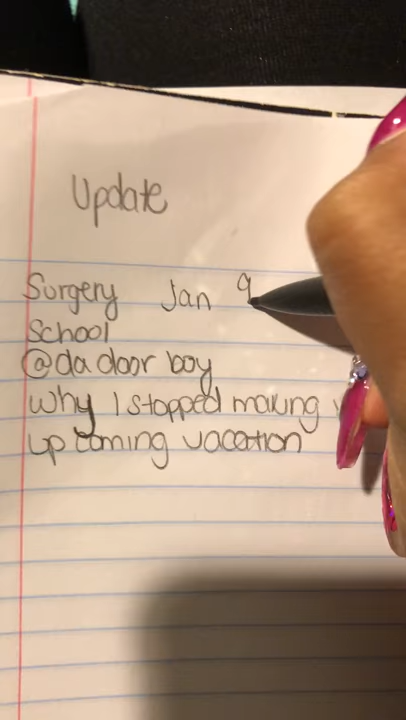 Update
Surgery Jan 9
School
@da door boy
Why I stopped making
Up coming vacation